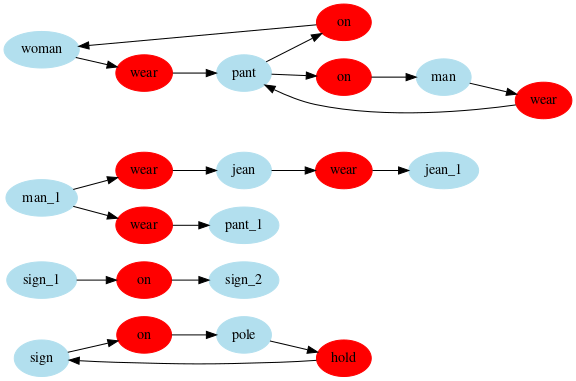 on
woman
wear
pant
on
man
wear
wear
jean
wear
jean_1
man_1
wear
pant_1
sign_1
on
sign_2
on
pole
sign
hold